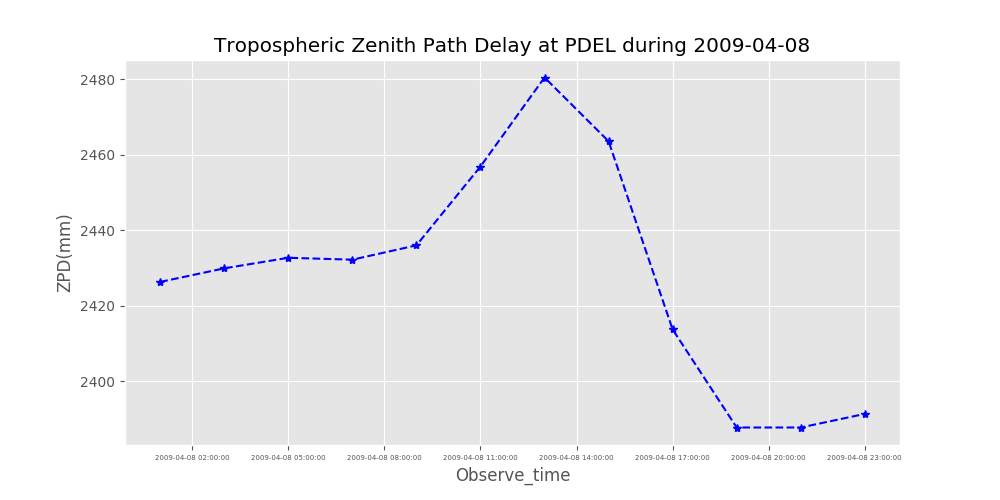 Tropospheric Zenith Path Delay at PDEL during 2009-04-08
2480
2460
2440
2420
2400
ZPD(mm)
2009-04-08 02:00:00 2009-04-08 05:00:00 2009-04-08 08:00:00 2009-04-08 11:00:00 2009-04-08 14:00:00 2009-04-08 17:00:00 2009-04-08 20:00:00 2009-04-08 23:00:00
Observe_time